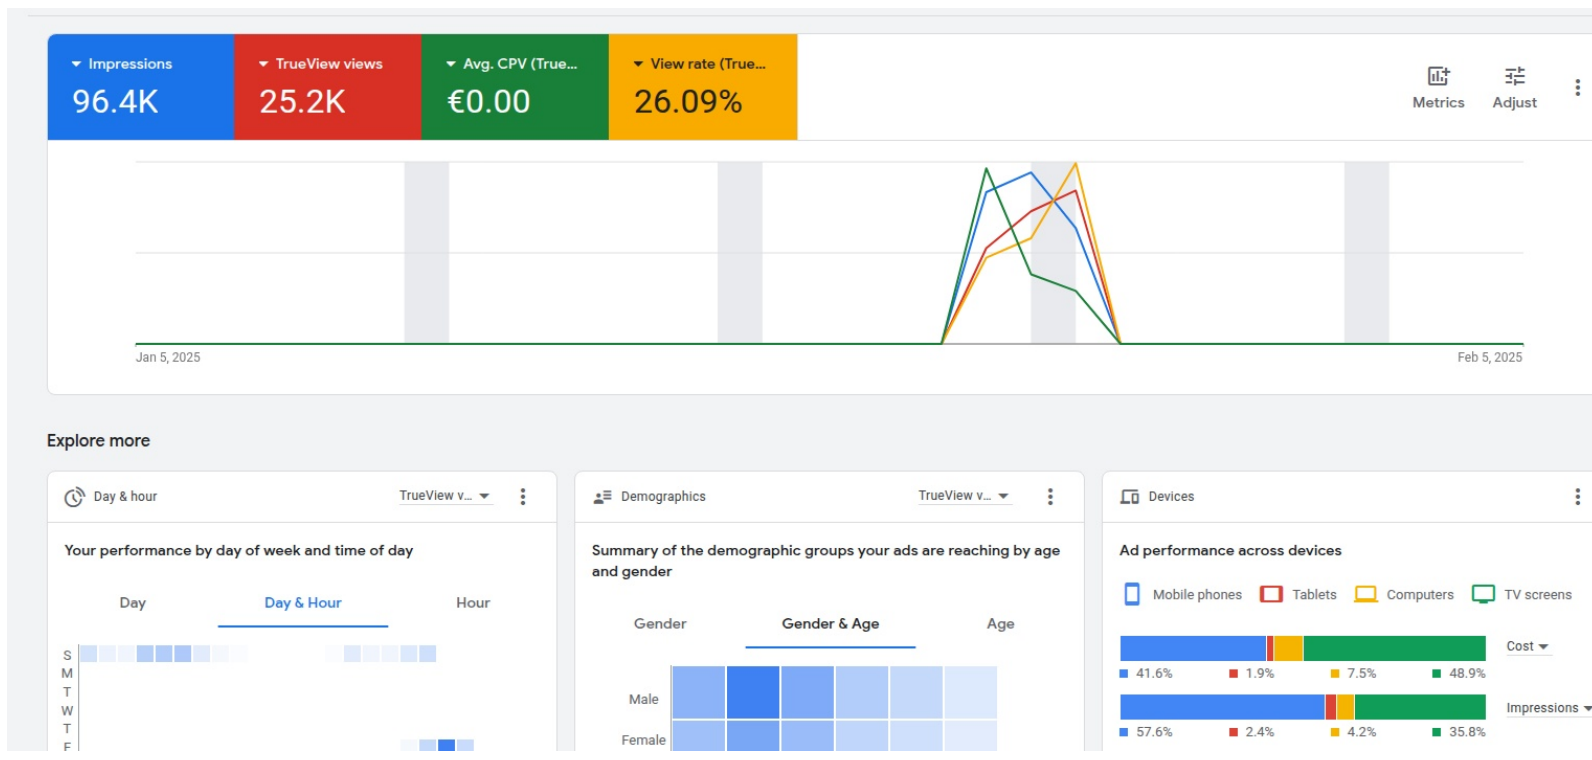 Impressions
96.4K
TrueView views
25.2K
Avg. CPV (True...
€0.00
View rate (True...
26.09%
Metrics
Adjust
Jan 5, 2025
Feb 5, 2025
Explore more
Day & hour
TrueView v...
Demographics
TrueView v...
Devices
Your performance by day of week and time of day
Day
Day & Hour
Hour
S
M
T
W
T
F
Summary of the demographic groups your ads are reaching by age
and gender
Gender
Gender & Age
Age
Male
Female
Ad performance across devices
Mobile phones
Tablets
Computers
TV screens
Cost
41.6%
1.9%
7.5%
48.9%
Impressions
57.6%
2.4%
4.2%
35.8%